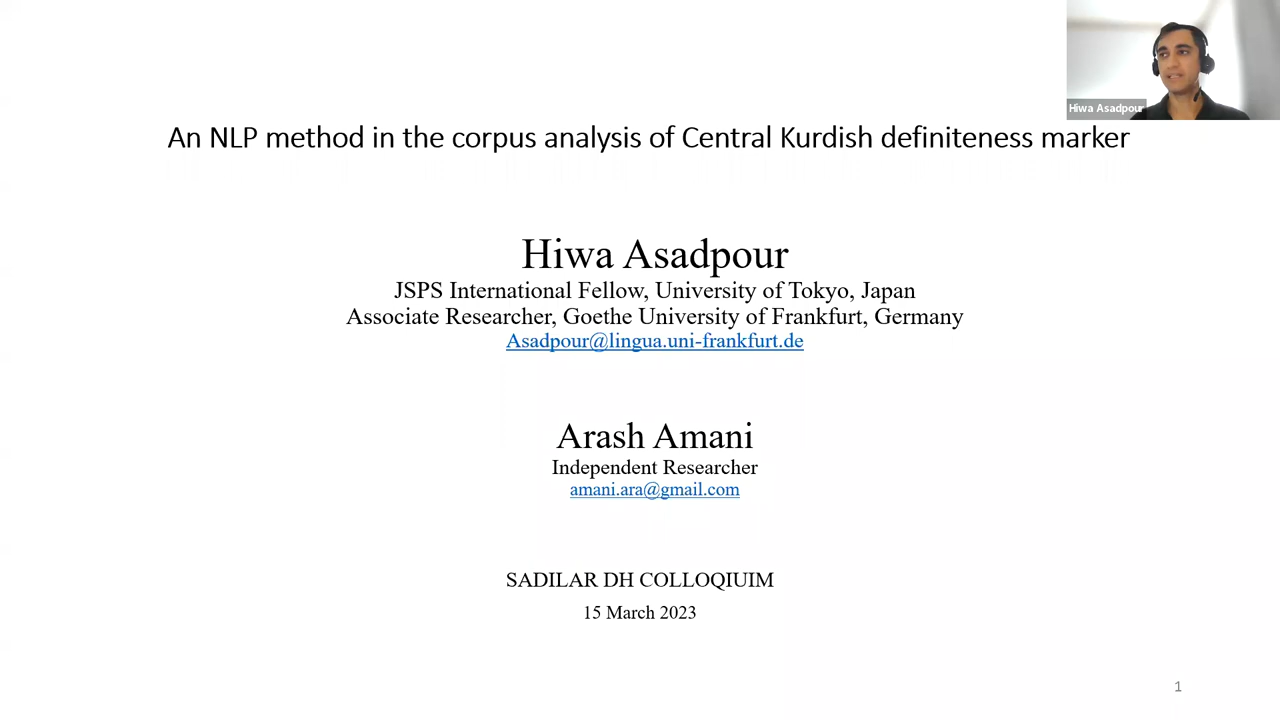 Hiwa Asadpour
An NLP method in the corpus analysis of Central Kurdish definiteness marker
Hiwa Asadpour
JSPS International Fellow, University of Tokyo, Japan
Associate Researcher, Goethe University of Frankfurt, Germany
Asadpour@lingua.uni-frankfurt.de
Arash Amani
Independent Researcher
amani.ara@gmail.com
SADILAR DH COLLOQIUIM
15 March 2023
1